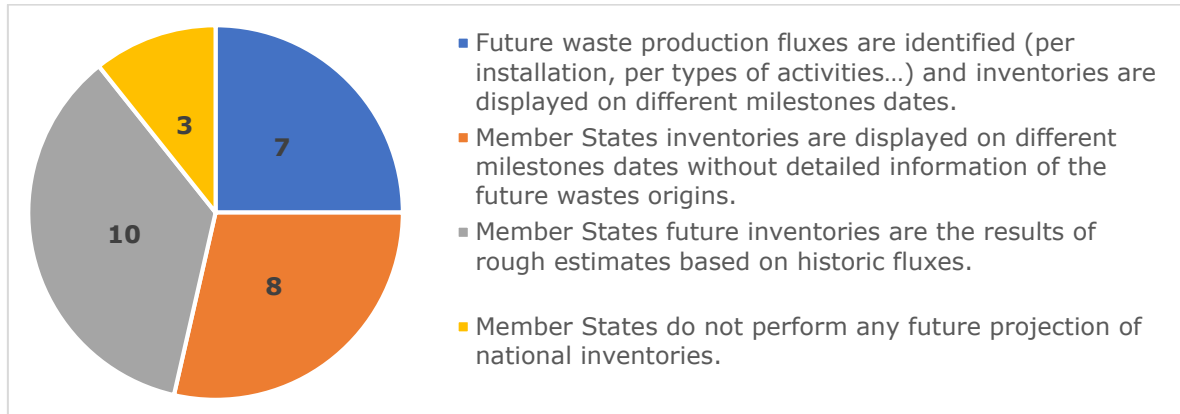 Future waste production fluxes are identified (per
installation, per types of activities…) and inventories are
displayed on different milestones dates.
Member States inventories are displayed on different
milestones dates without detailed information of the
future wastes origins.
Member States future inventories are the results of
rough estimates based on historic fluxes.
Member States do not perform any future projection of
national inventories.
3
7
10
8